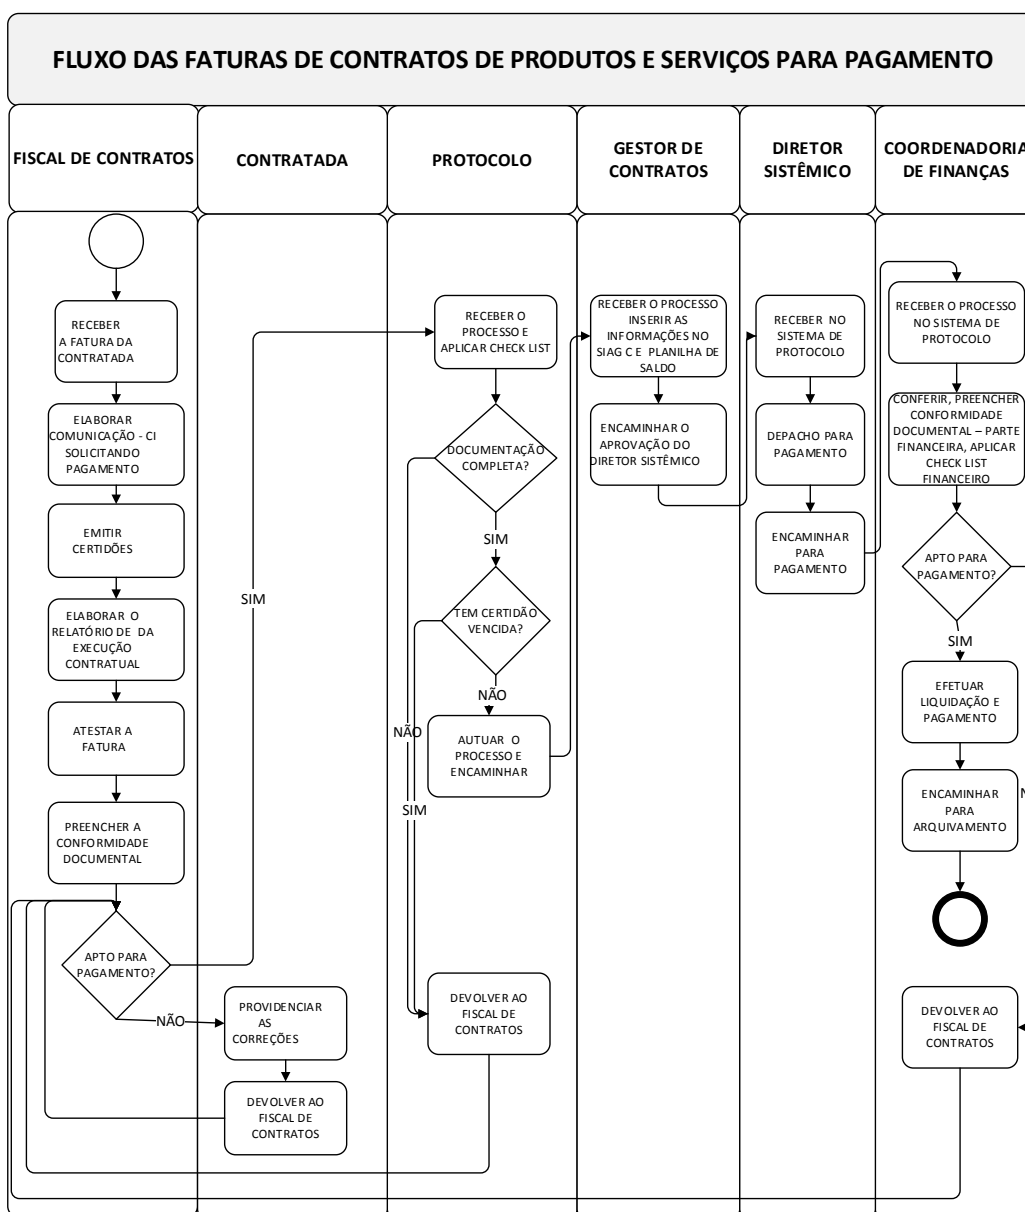 FLUXO DAS FATURAS DE CONTRATOS DE PRODUTOS E SERVIÇOS PARA PAGAMENTO
FISCAL DE CONTRATOS
CONTRATADA
PROTOCOLO
GESTOR DE
CONTRATOS
DIRETOR
SISTÊMICO
COORDENADORIA
DE FINANÇAS
RECEBER
A FATURA DA
CONTRATADA
ELABORAR
COMUNICAÇÃO - CI
SOLICITANDO
PAGAMENTO
EMITIR
CERTIDÕES
ELABORAR O
RELATÓRIO DE DA
EXECUÇÃO
CONTRATUAL
ATESTAR A
FATURA
PREENCHER A
CONFORMIDADE
DOCUMENTAL
APTO PARA
PAGAMENTO?
NÃO
SIM
PROVIDENCIAR
AS
CORREÇÕES
DEVOLVER AO
FISCAL DE
CONTRATOS
RECEBER O
PROCESSO E
APLICAR CHECK LIST
DOCUMENTAÇÃO
COMPLETA?
SIM
TEM CERTIDÃO
VENCIDA?
NÃO
NÃO
AUTUAR O
PROCESSO E
ENCAMINHAR
SIM
DEVOLVER AO
FISCAL DE
CONTRATOS
RECEBER O PROCESSO
INSERIR AS
INFORMAÇÕES NO
SIAG C E PLANILHA DE
SALDO
ENCAMINHAR O
APROVAÇÃO DO
DIRETOR SISTÊMICO
RECEBER NO
SISTEMA DE
PROTOCOLO
DEPACHO PARA
PAGAMENTO
ENCAMINHAR
PARA
PAGAMENTO
RECEBER O PROCESSO
NO SISTEMA DE
PROTOCOLO
CONFERIR, PREENCHER
CONFORMIDADE
DOCUMENTAL – PARTE
FINANCEIRA, APLICAR
CHECK LIST
FINANCEIRO
APTO PARA
PAGAMENTO?
SIM
EFETUAR
LIQUIDAÇÃO E
PAGAMENTO
ENCAMINHAR
PARA
ARQUIVAMENTO
DEVOLVER AO
FISCAL DE
CONTRATOS